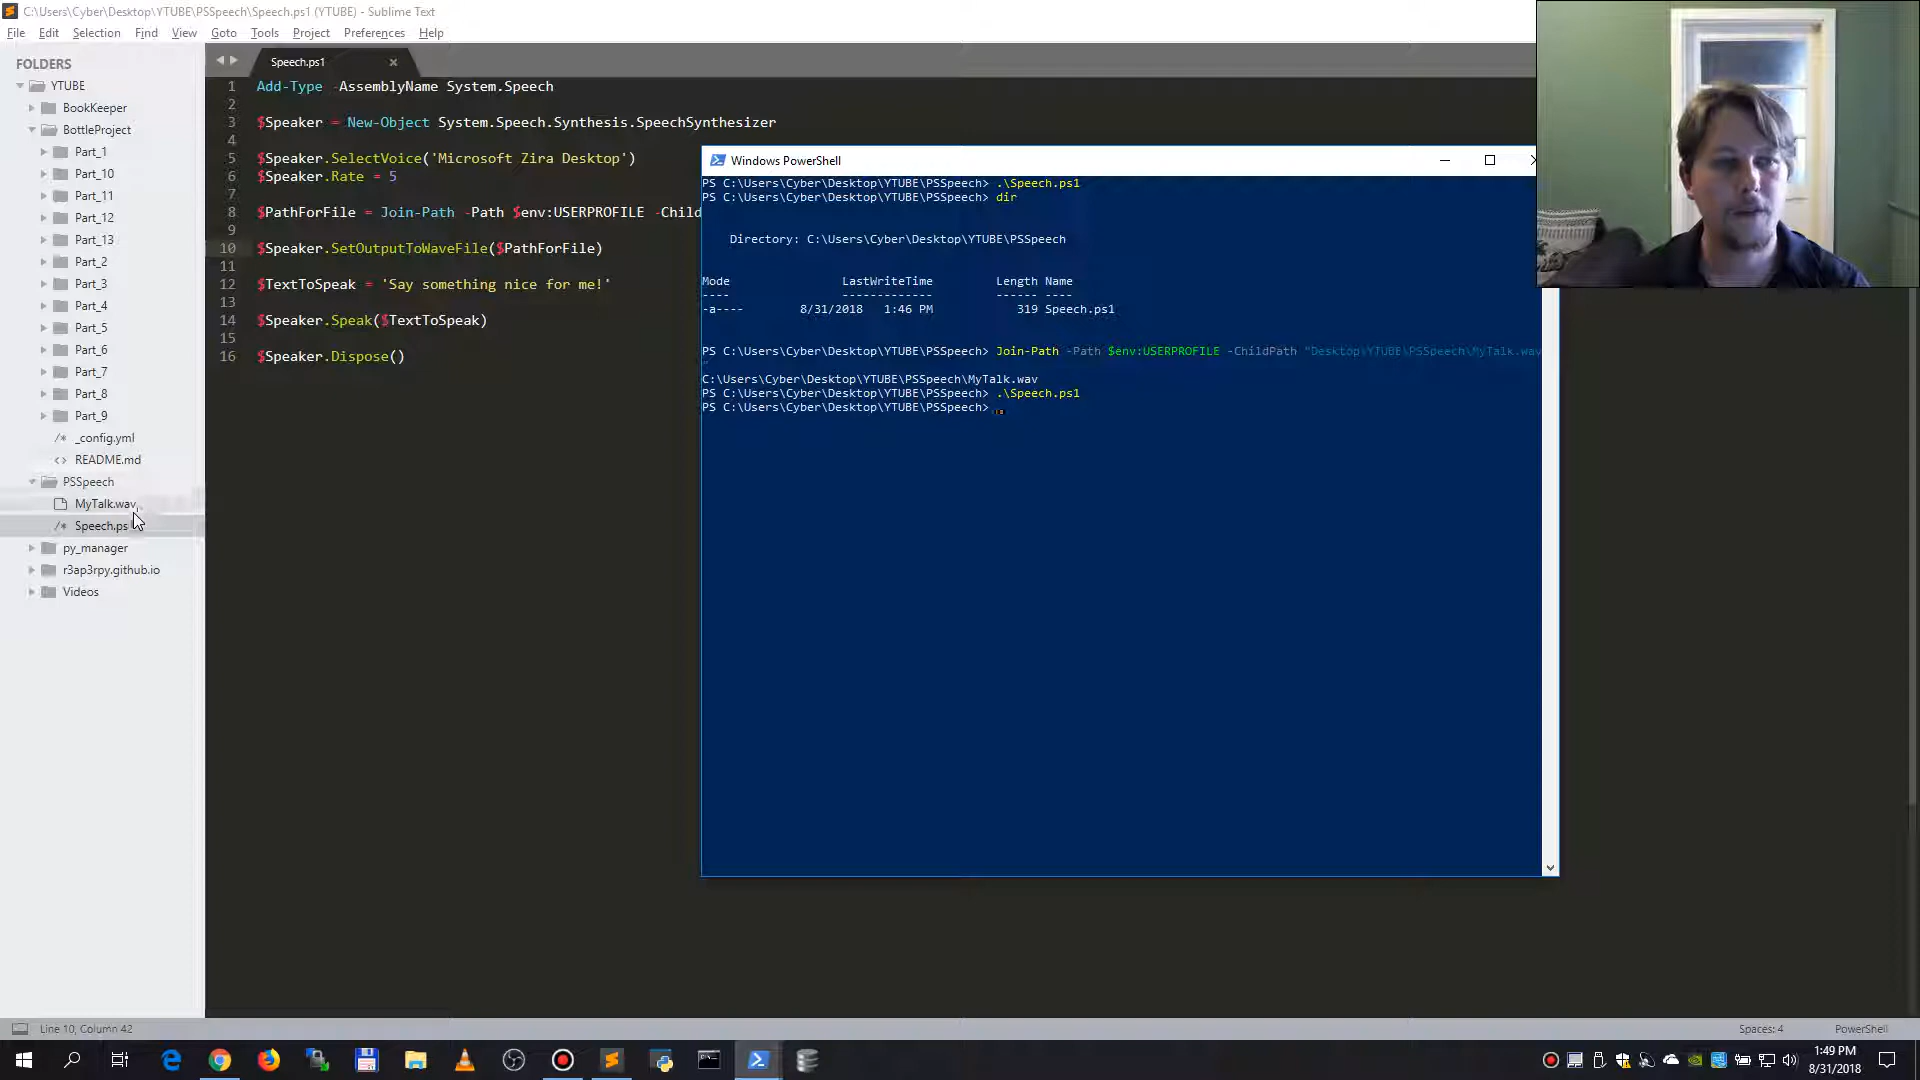 C:\Users\Cyber\Desktop\YTUBE\PSSpeech\Speech.ps1 (YTUBE) - Sublime Text
File Edit Selection Find View Goto Tools Project Preferences Help
FOLDERS
YTUBE
BookKeeper
BottleProject
Part_1
Part_10
Part_11
Part_12
Part_13
Part_2
Part_3
Part_4
Part_5
Part_6
Part_7
Part_8
Part_9
_config.yml
README.md
PSSpeech
MyTalk.wav
Speech.ps
py_manager
r3ap3rpy.github.io
Videos
Speech.ps1
1 Add-Type -AssemblyName System.Speech
2
3 $Speaker = New-Object System.Speech.Synthesis.SpeechSynthesizer
4
5 $Speaker.SelectVoice('Microsoft Zira Desktop')
6 $Speaker.Rate = 5
7
8 $PathForFile = Join-Path -Path $env:USERPROFILE -Child
9
10 $Speaker.SetOutputToWaveFile($PathForFile)
11
12 $TextToSpeak = 'Say something nice for me!'
13
14 $Speaker.Speak($TextToSpeak)
15
16 $Speaker.Dispose()
Windows PowerShell
PS C:\Users\Cyber\Desktop\YTUBE\PSSpeech> .\Speech.ps1
PS C:\Users\Cyber\Desktop\YTUBE\PSSpeech> dir
Directory: C:\Users\Cyber\Desktop\YTUBE\PSSpeech
Mode LastWriteTime Length Name
---- ------------- ------ ----
-a---- 8/31/2018 1:46 PM 319 Speech.ps1
PS C:\Users\Cyber\Desktop\YTUBE\PSSpeech> Join-Path -Path $env:USERPROFILE -ChildPath "Desktop\YTUBE\PSSpeech\MyTalk.wav
"
C:\Users\Cyber\Desktop\YTUBE\PSSpeech\MyTalk.wav
PS C:\Users\Cyber\Desktop\YTUBE\PSSpeech> .\Speech.ps1
PS C:\Users\Cyber\Desktop\YTUBE\PSSpeech>
Line 10, Column 42
Spaces: 4
PowerShell
1:49 PM
8/31/2018